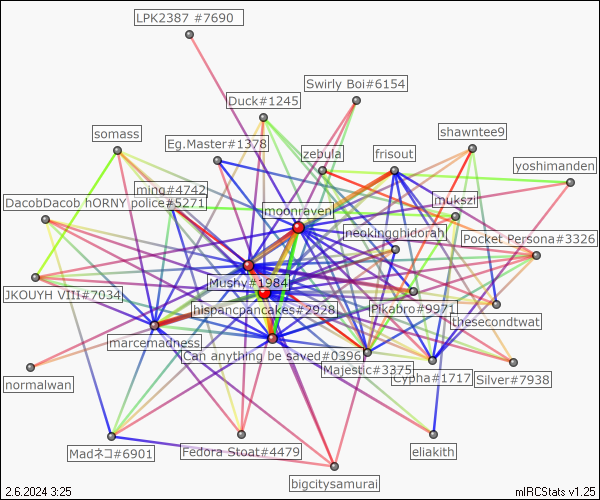 LPK2387 #7690
Swirly Boi#6154
Duck#1245
somass
Eg.Master#1378
shawntee9
zebula
frisout
yoshimanden
ming#4742
mukszil
DacobDacob hORNY police#5271
moonraven
neokingghidorah
Pocket Persona#3326
Mushy#1984
JKOUYH VIII#7034
hispancpancakes#2928
Pikabro#9971
thesecondtwat
marcemadness
Can anything be saved#0396
Majestic#3375
Cypha#1717
Silver#7938
normalwan
Madネコ#6901
Fedora Stoat#4479
eliakith
bigcitysamurai
2.6.2024 3:25
mIRCStats v1.25